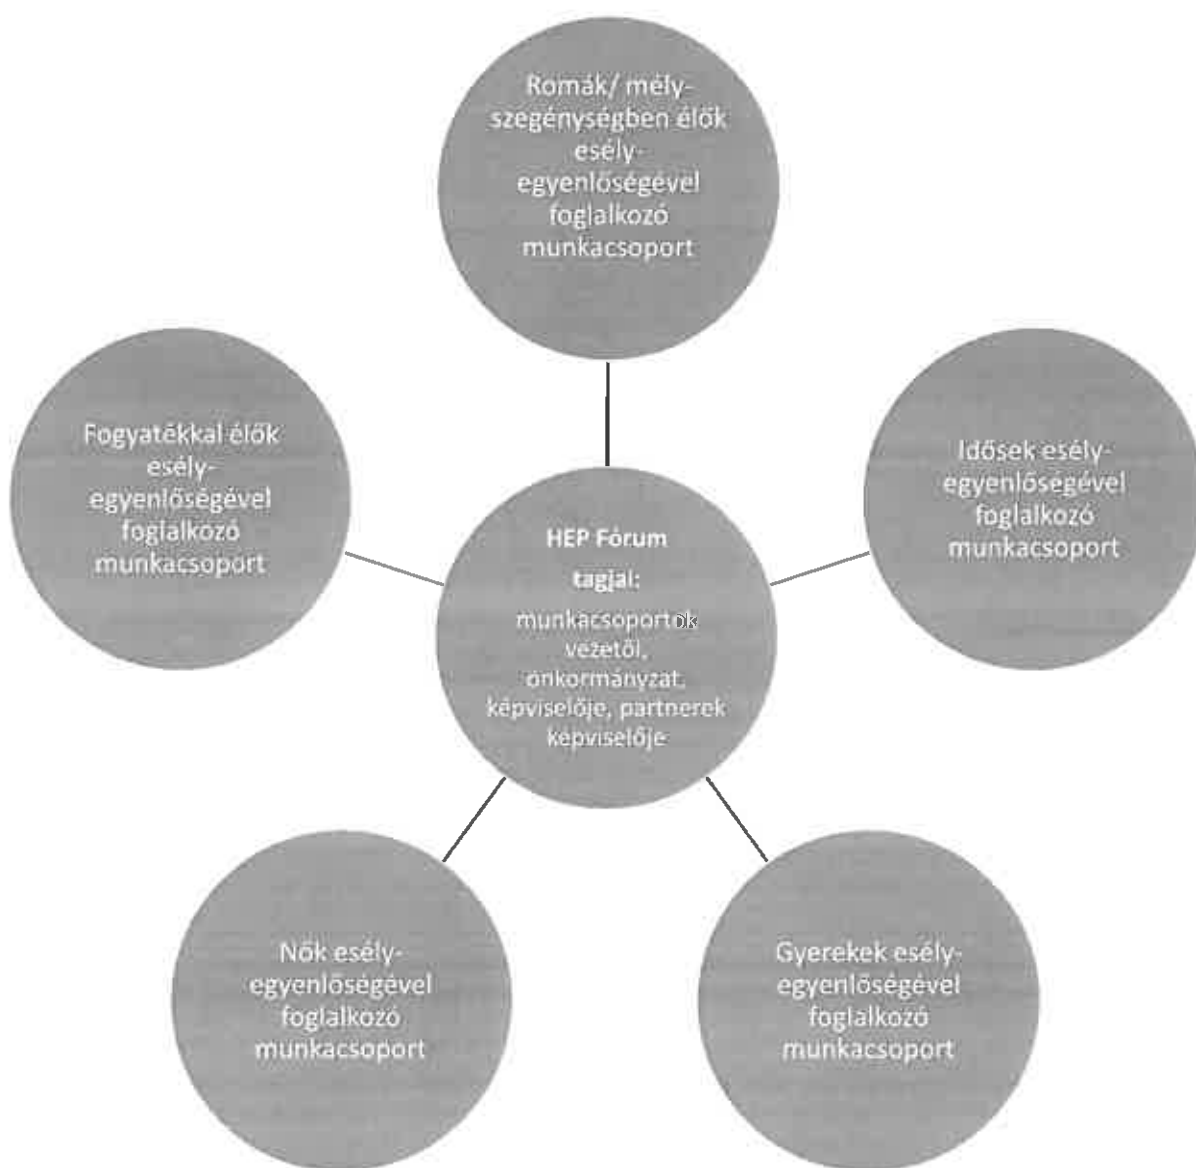 Romák/ mély-
szegénységben élők
esély-
egyenlőségével
foglalkozó
munkacsoport
Fogyatékkal élők
esély-
egyenlőségével
foglalkozó
munkacsoport
Idősek esély-
egyenlőségével
foglalkozó
munkacsoport
HEP Fórum
tagjai:
munkacsoportok
vezetői,
önkormányzat,
képviselője, partnerek
képviselője
Nők esély-
egyenlőségével
foglalkozó
munkacsoport
Gyerekek esély-
egyenlőségével
foglalkozó
munkacsoport